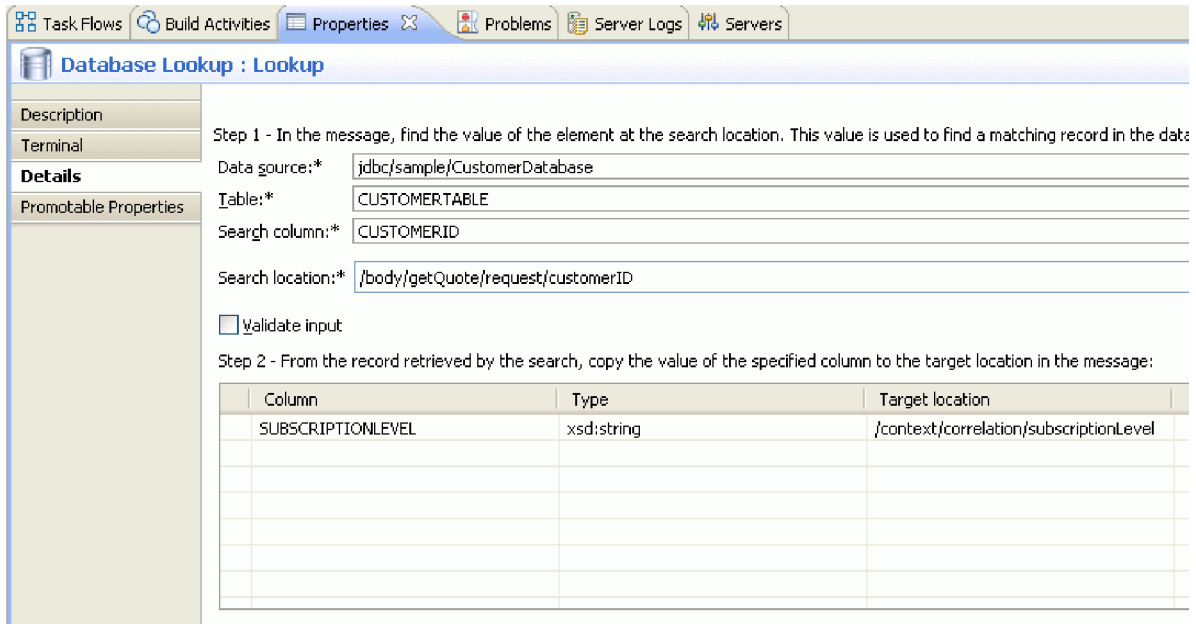 Task Flows Build Activities Properties Problems Server Logs Servers
Database Lookup : Lookup
Description
Terminal
Details
Promotable Properties
Step 1 - In the message, find the value of the element at the search location. This value is used to find a matching record in the data
Data source:* jdbc/sample/CustomerDatabase
Table:* CUSTOMERTABLE
Search column:* CUSTOMERID
Search location:* /body/getQuote/request/customerID
Validate input
Step 2 - From the record retrieved by the search, copy the value of the specified column to the target location in the message:
Column Type Target location
SUBSCRIPTIONLEVEL xsd:string /context/correlation/subscriptionLevel